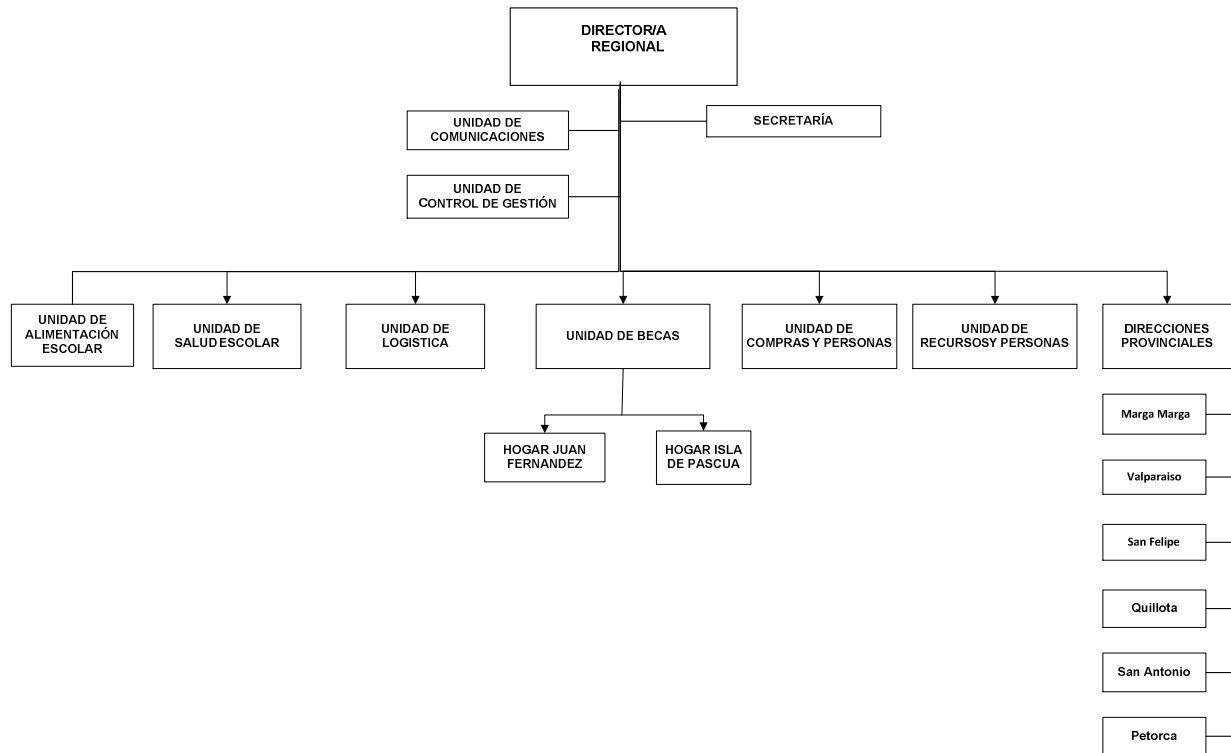 DIRECTOR/A
REGIONAL
UNIDAD DE
COMUNICACIONES
SECRETARÍA
UNIDAD DE
CONTROL DE GESTIÓN
UNIDAD DE
ALIMENTACIÓN
ESCOLAR
UNIDAD DE
SALUD ESCOLAR
UNIDAD DE
LOGISTICA
UNIDAD DE BECAS
UNIDAD DE
COMPRAS Y PERSONAS
UNIDAD DE
RECURSOS Y PERSONAS
DIRECCIONES
PROVINCIALES
HOGAR JUAN
FERNANDEZ
HOGAR ISLA
DE PASCUA
Marga Marga
Valparaiso
San Felipe
Quillota
San Antonio
Petorca